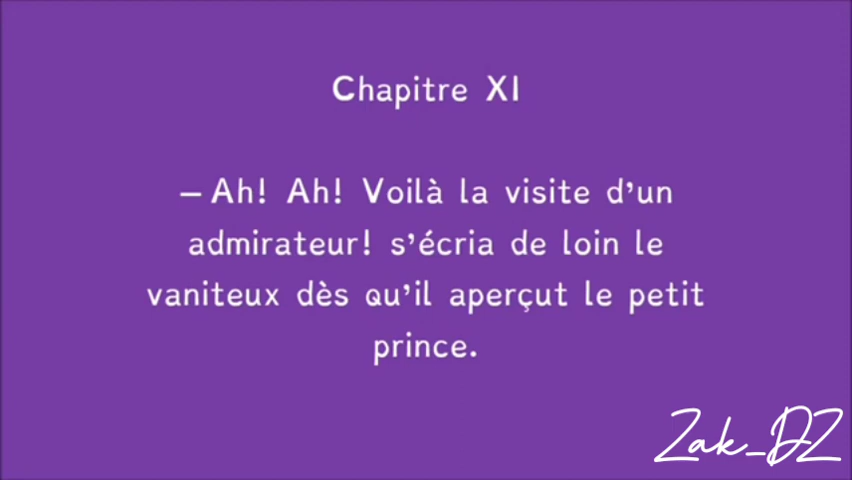 Chapitre XI
– Ah! Ah! Voilà la visite d'un
admirateur! s'écria de loin le
vaniteux dès qu'il aperçut le petit
prince.
Zak_DZ